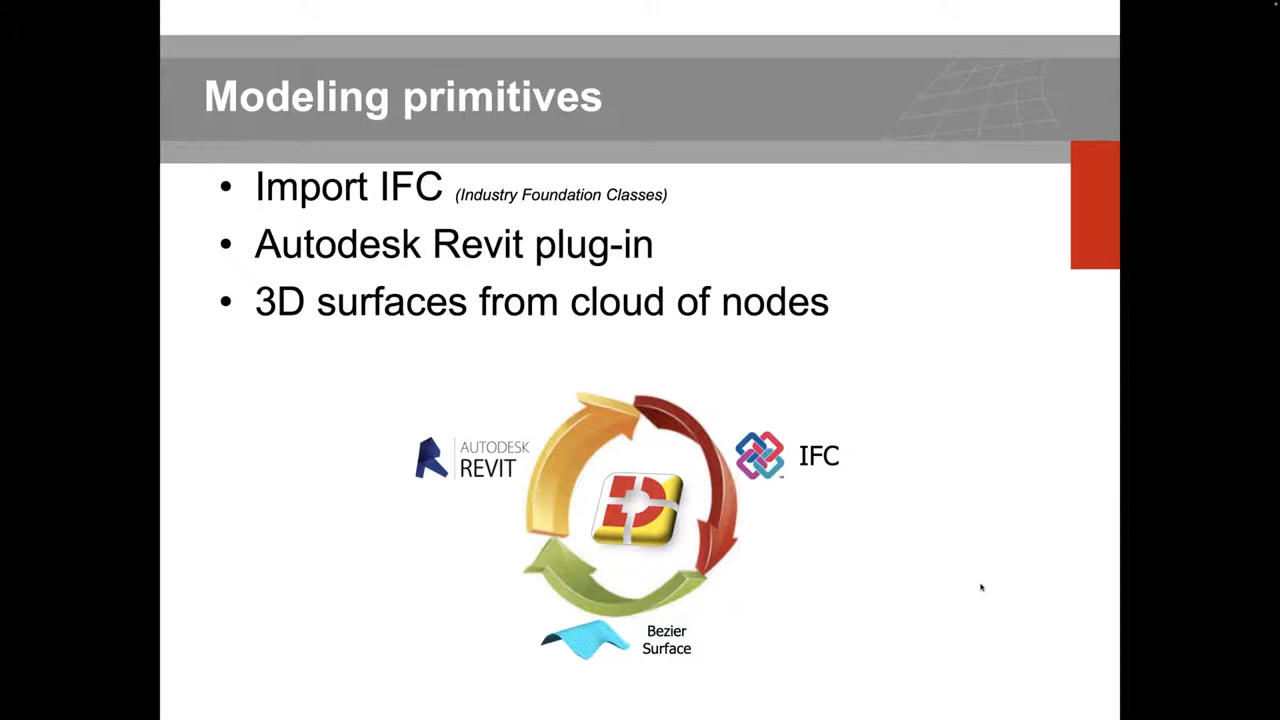 Modeling primitives
• Import IFC (Industry Foundation Classes)
• Autodesk Revit plug-in
• 3D surfaces from cloud of nodes
AUTODESK
REVIT
IFC
D
Bezier
Surface